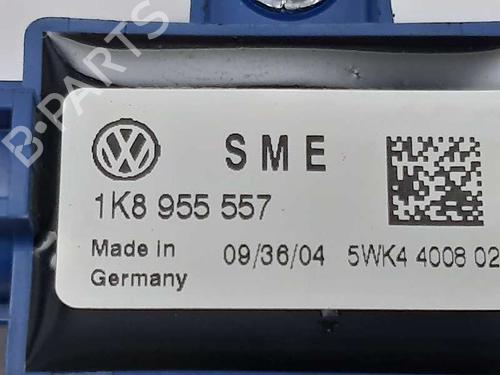 B-PARTS
SME
1K8 955 557
Made in
Germany
09/36/04
5WK4 4008 02